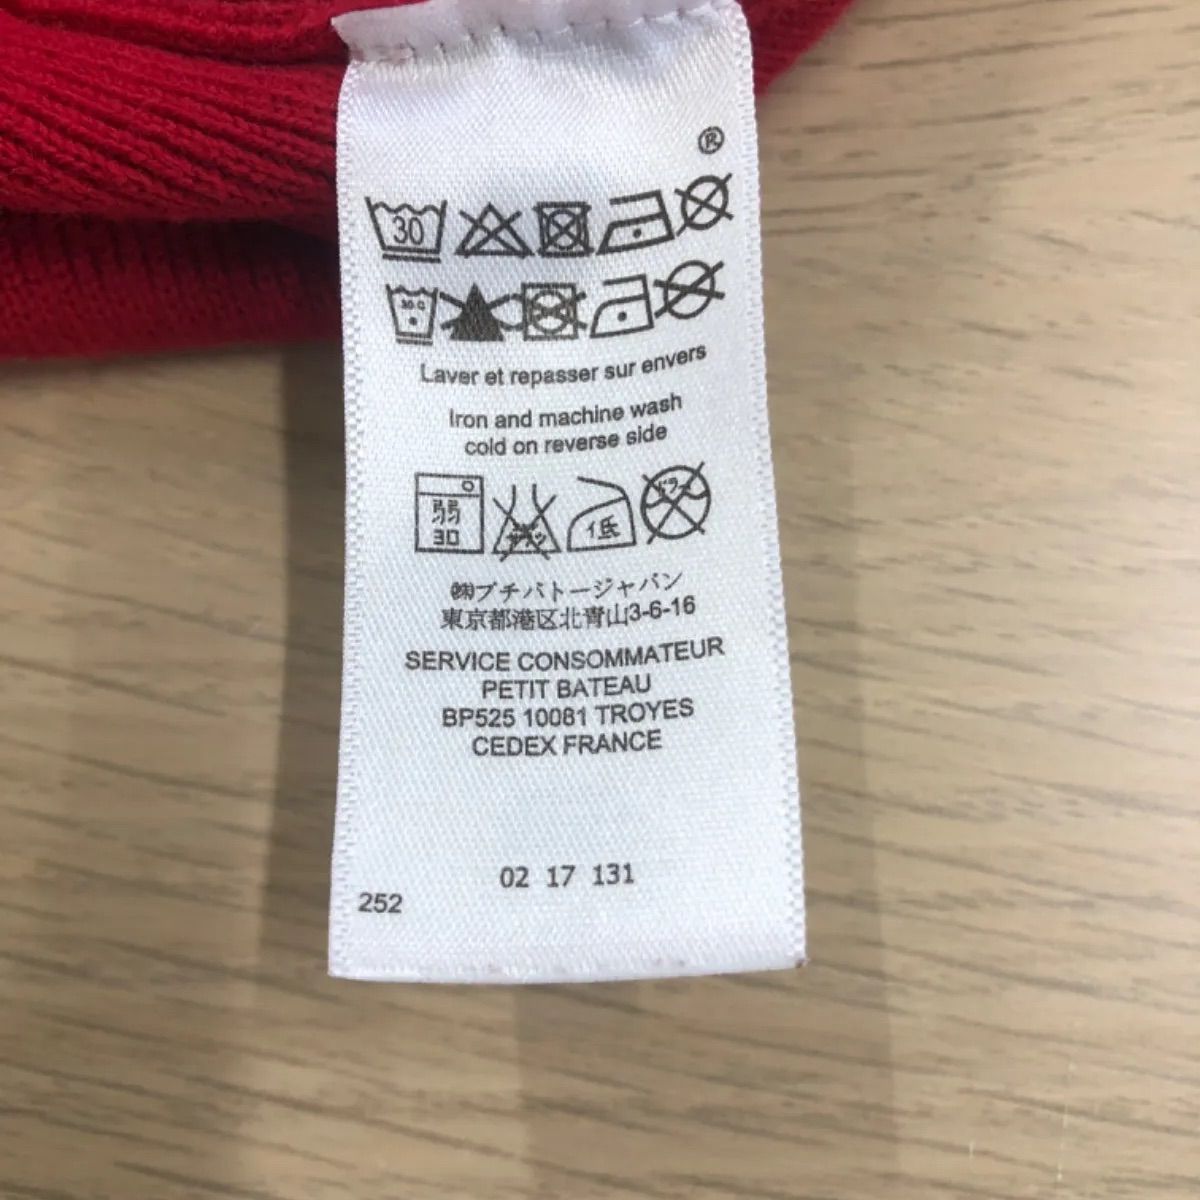 ®
30
30 C
Laver et repasser sur envers
Iron and machine wash
cold on reverse side
弱
30
低
㈱プチバトージャパン
東京都港区北青山3-6-16
SERVICE CONSOMMATEUR
PETIT BATEAU
BP525 10081 TROYES
CEDEX FRANCE
02 17 131
252